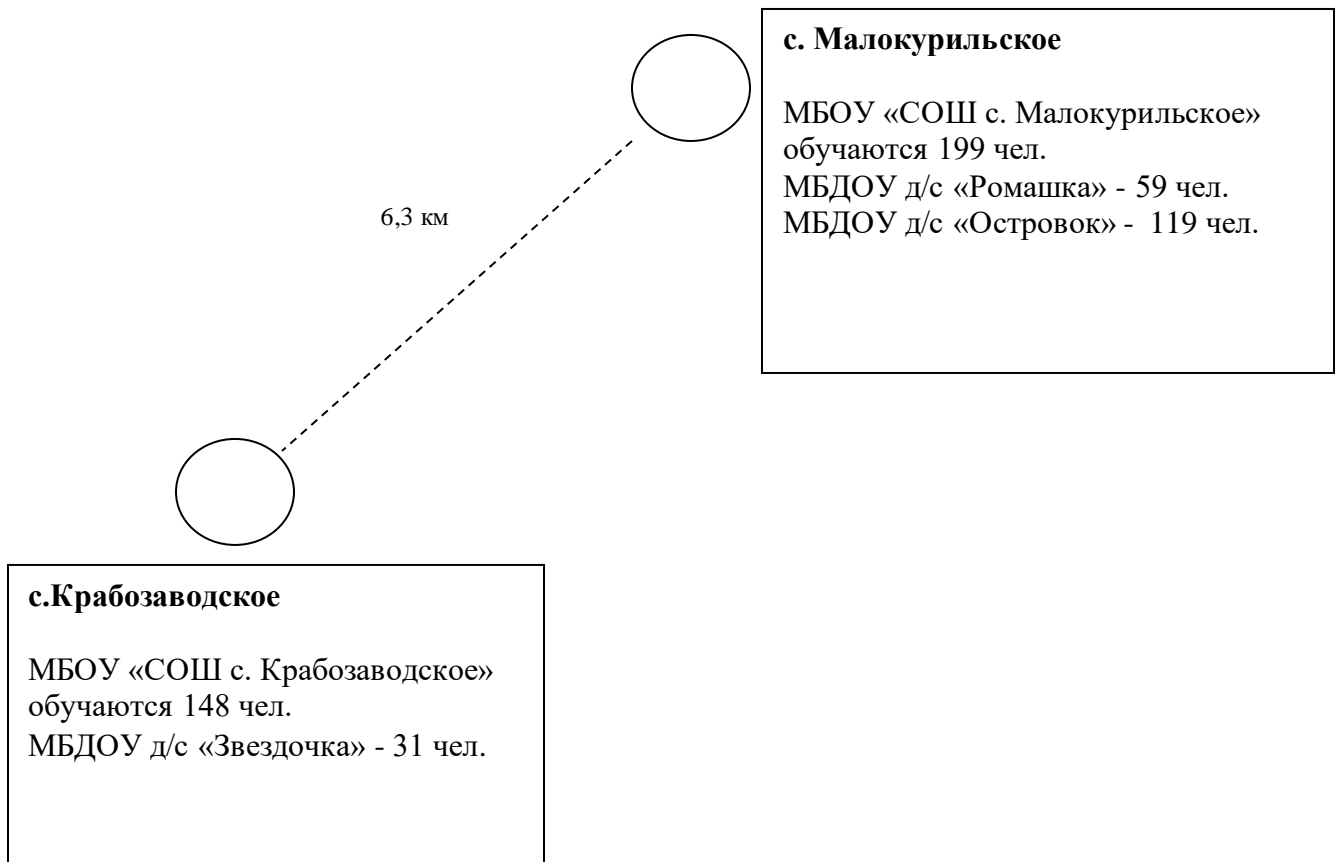 с. Малокурильское
МБОУ «СОШ с. Малокурильское»
обучаются 199 чел.
МБДОУ д/с «Ромашка» - 59 чел.
МБДОУ д/с «Островок» - 119 чел.
6,3 км
с.Крабозаводское
МБОУ «СОШ с. Крабозаводское»
обучаются 148 чел.
МБДОУ д/с «Звездочка» - 31 чел.